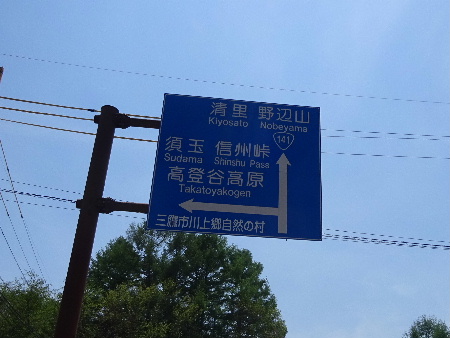 清里 野辺山
Kiyosato Nobeyama
141
須玉 信州峠
Sudama Shinshu Pass
高登谷高原
Takatoyakogen
三鷹市川上郷自然の村